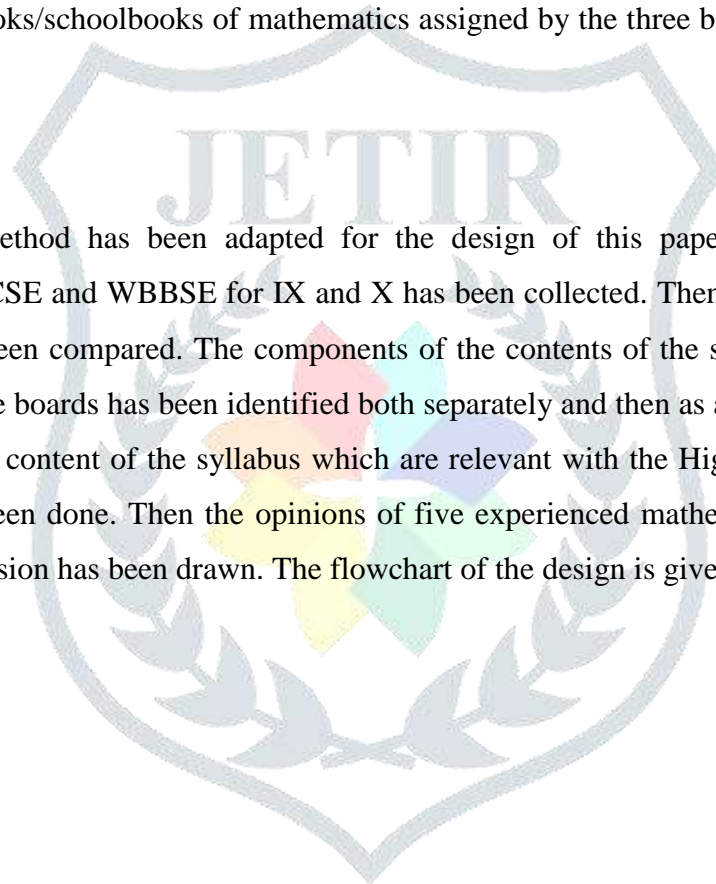 oks/schoolbooks of mathematics assigned by the three b
JETIR
ethod has been adapted for the design of this pape
CSE and WBBSE for IX and X has been collected. Then
een compared. The components of the contents of the s
e boards has been identified both separately and then as a
content of the syllabus which are relevant with the Hig
een done. Then the opinions of five experienced mathe
sion has been drawn. The flowchart of the design is give